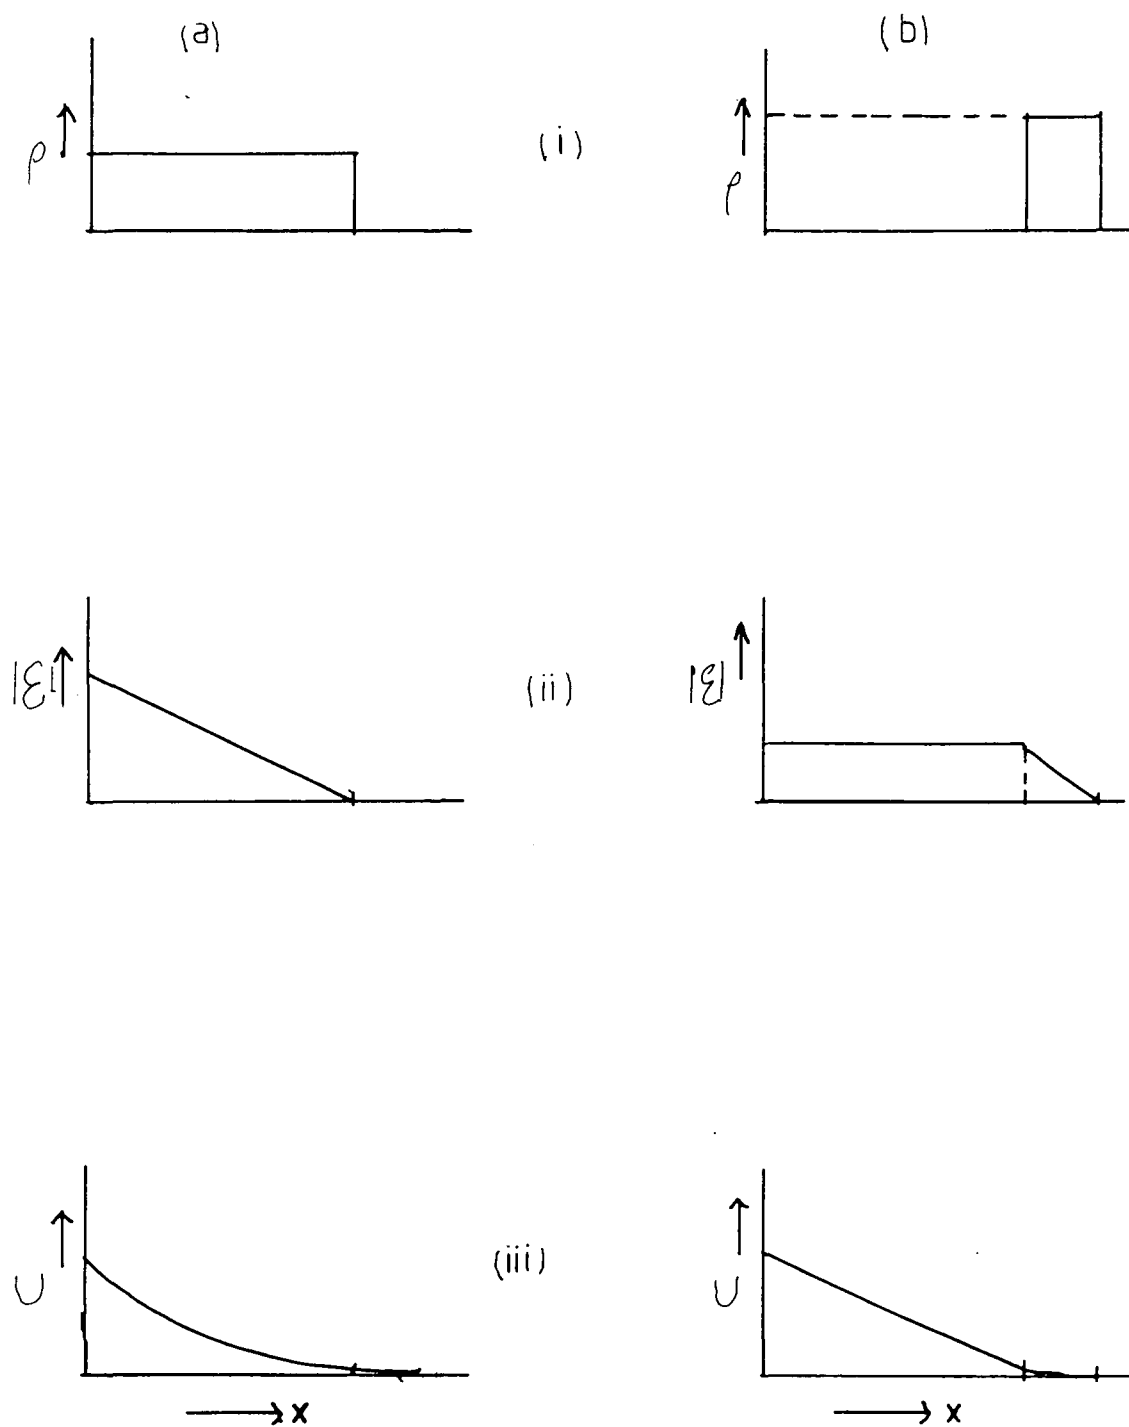 (a) (b)
ρ (i) ρ
|ℰ| (ii) |ℰ|
U (iii) U
x x